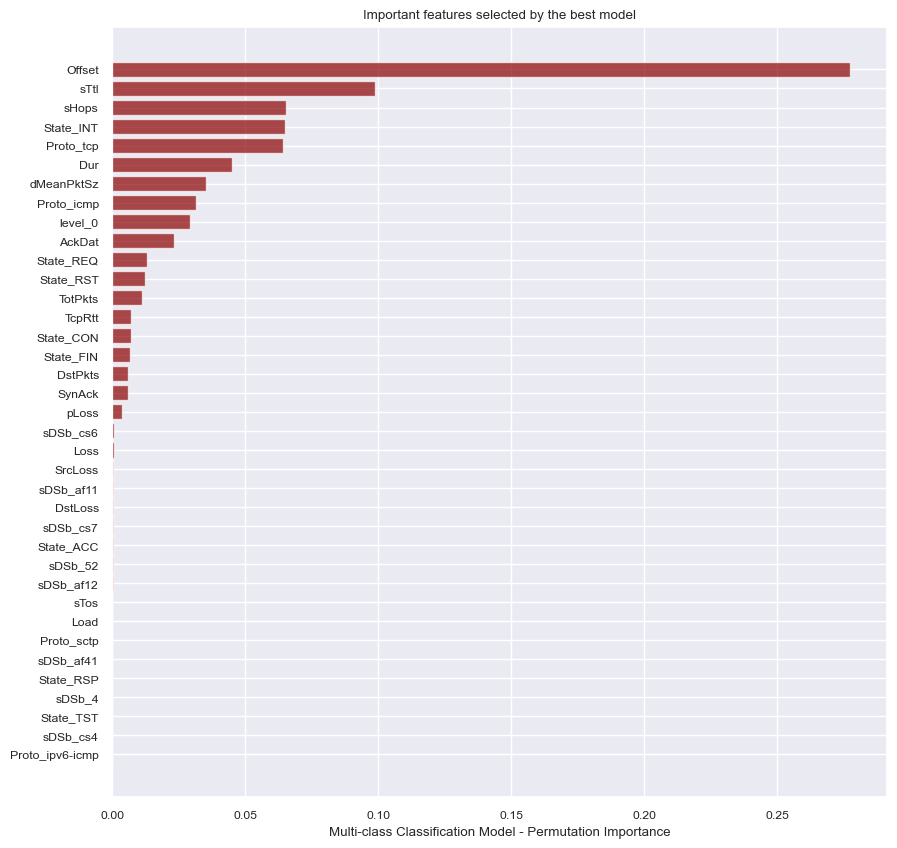 Important features selected by the best model
Offset
sTtl
sHops
State_INT
Proto_tcp
Dur
dMeanPktSz
Proto_icmp
level_0
AckDat
State_REQ
State_RST
TotPkts
TcpRtt
State_CON
State_FIN
DstPkts
SynAck
pLoss
sDSb_cs6
Loss
SrcLoss
sDSb_af11
DstLoss
sDSb_cs7
State_ACC
sDSb_52
sDSb_af12
sTos
Load
Proto_sctp
sDSb_af41
State_RSP
sDSb_4
State_TST
sDSb_cs4
Proto_ipv6-icmp
0.00 0.05 0.10 0.15 0.20 0.25
Multi-class Classification Model - Permutation Importance